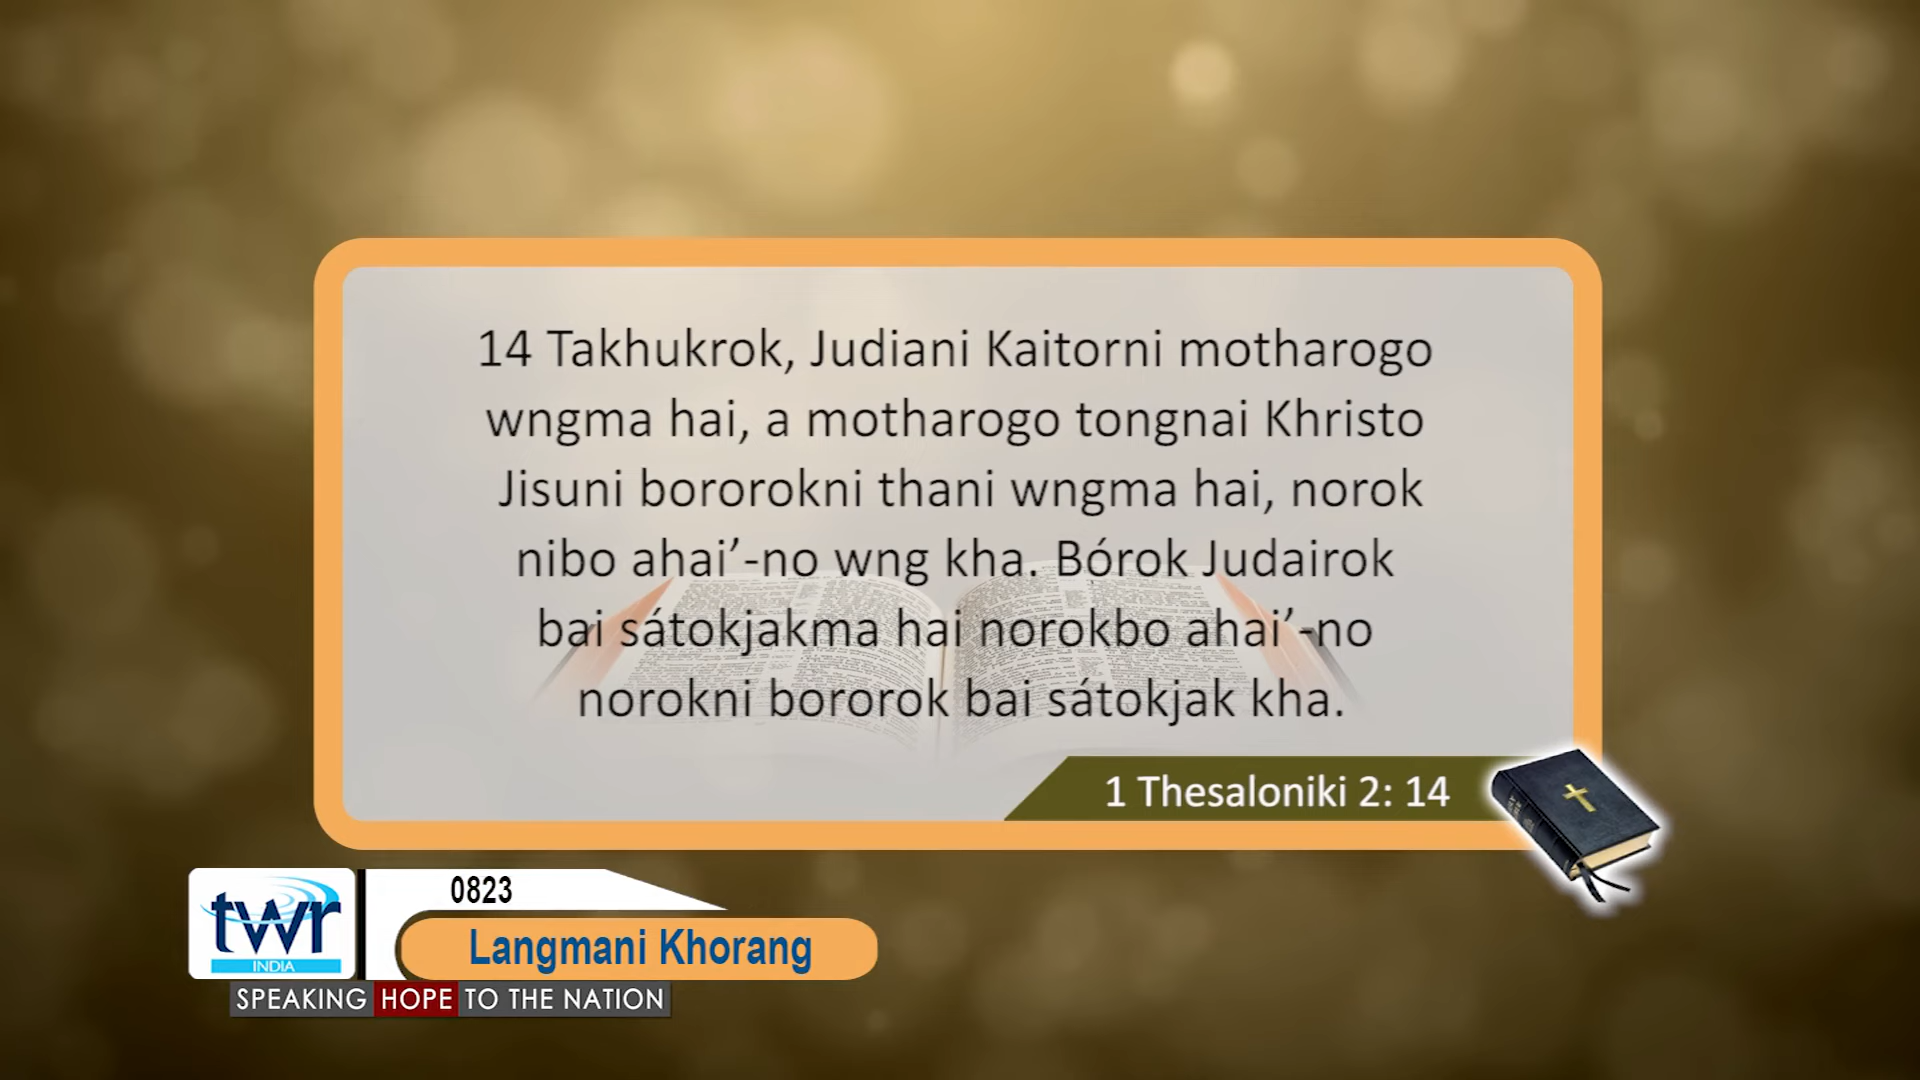 14 Takhukrok, Judiani Kaitorni motharogo
wngma hai, a motharogo tongnai Khristo
Jisuni bororokni thani wngma hai, norok
nibo ahai’-no wng kha. Bórok Judairok
bai sátokjakma hai norokbo ahai’-no
norokni bororok bai sátokjak kha.
1 Thesaloniki 2: 14
0823
twr
INDIA
Langmani Khorang
SPEAKING HOPE TO THE NATION